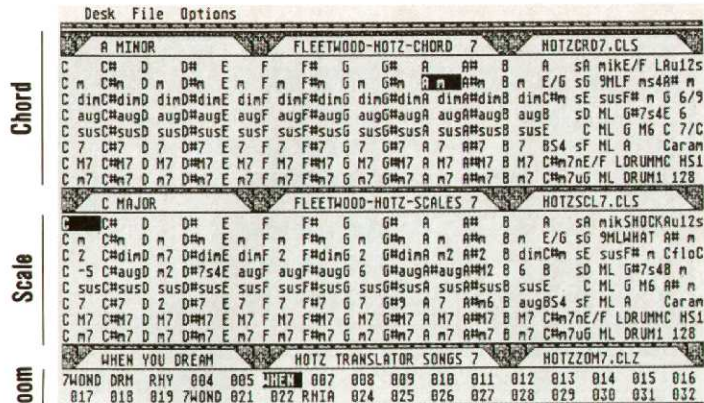 Desk File Options
A MINOR FLEETWOOD-HOTZ-CHORD 7 HOTZCRD7.CLS
C C# D D# E F F# G G# A A# B A sA mikE/F LAu12s
C m C#m D m D#m E m F m F#m G m G#m A m A#m B m E/G sG 9MLF ms4A# m
C dimC#dimD dimD#dimE dimF dimF#dimG dimG#dimA dimA#dimB dimC#m sE susF# m G 6/9
C augC#augD augD#augE augF augF#augG augG#augA augA#augB augB sD ML G#7s4E 6
C susC#susD susD#susE susF susF#susG susG#susA susA#susB susE C ML G M6 C 7/C
C 7 C#7 D 7 D#7 E 7 F 7 F#7 G 7 G#7 A 7 A#7 B 7 BS4 sF ML A Caram
C M7 C#M7 D M7 D#M7 E M7 F M7 F#M7 G M7 G#M7 A M7 A#M7 B M7 C#m7nE/F LDRUMMC HS1
C m7 C#m7 D m7 D#m7 E m7 F m7 F#m7 G m7 G#m7 A m7 A#m7 B m7 C#m7uG ML DRUM1 128
Chord
C MAJOR FLEETWOOD-HOTZ-SCALES 7 HOTZSCL7.CLS
C C# D D# E F F# G G# A A# B A sA mikSHOCKAu12s
C m C#m D m D#m E m F m F#m G m G#m A m A#m B m E/G sG 9MLWHAT A# m
C 2 C#dimD m7 D#dimE dimF 2 F#dimG 2 G#dimA m2 A#2 B dimC#m sE susF# m CfloC
C -5 C#augD m2 D#7s4E augF augF#augG 6 G#augA#augA#M2 B 6 B sD ML G#7s4B m
C susC#susD susD#susE susF susF#susG susG#susA susA#susB susE C ML G M6 A# m
C 7 C#7 D 2 D#7 E 7 F 7 F#7 G 7 G#9 A 7 A#m6 B augBS4 sF ML A Caram
C M7 C#M7 D M7 D#M7 E M7 F M7 F#M7 G M7 G#M7 A M7 A#M7 B M7 C#m7nE/F LDRUMMC HS1
C m7 C#m7 D m7 D#m7 E m7 F m7 F#m7 G m7 G#m7 A m7 A#m7 B m7 C#m7uG ML DRUM1 128
Scale
WHEN YOU DREAM HOTZ TRANSLATOR SONGS 7 HOTZZOM7.CLZ
7WOND DRM RHY 004 005 WHEN 007 008 009 010 011 012 013 014 015 016
017 018 019 7WOND 021 022 RHIA 024 025 026 027 028 029 030 031 032
oom